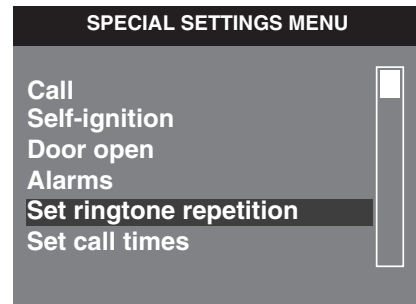 SPECIAL SETTINGS MENU
Call
Self-ignition
Door open
Alarms
Set ringtone repetition
Set call times